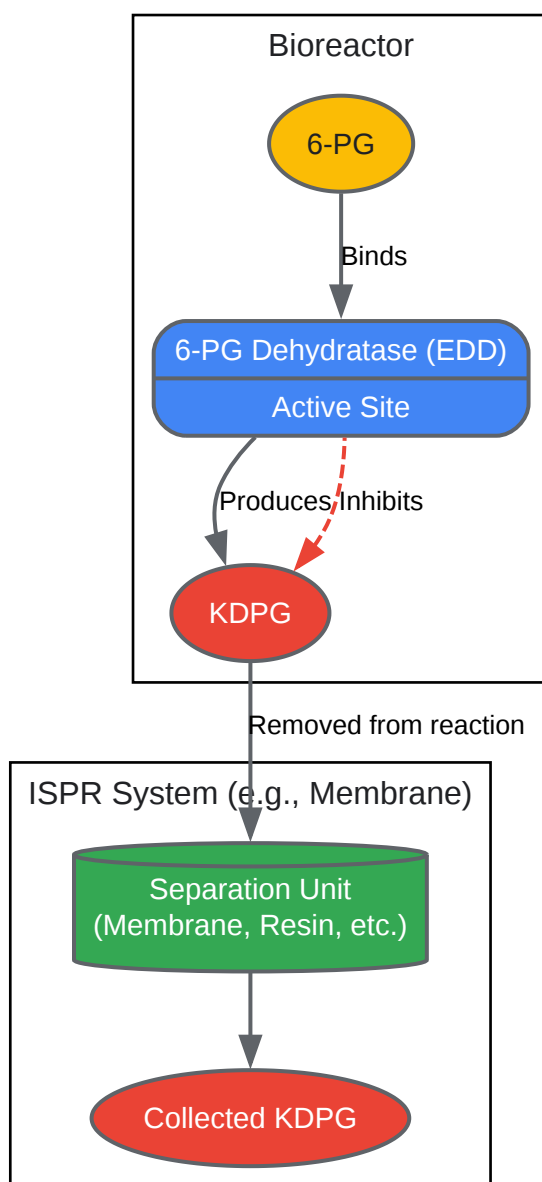 Bioreactor
6-PG
Binds
6-PG Dehydratase (EDD)
Active Site
Produces
Inhibits
KDPG
Removed from reaction
ISPR System (e.g., Membrane)
Separation Unit
(Membrane, Resin, etc.)
Collected KDPG